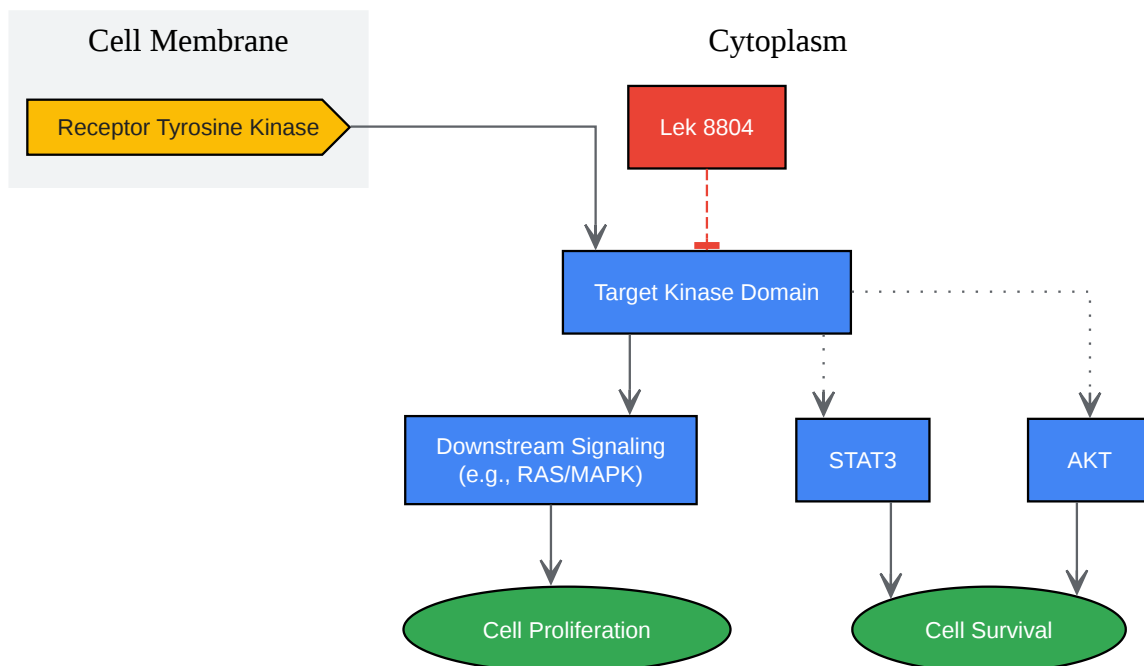 Cell Membrane
Cytoplasm
Receptor Tyrosine Kinase
Lek 8804
Target Kinase Domain
Downstream Signaling
(e.g., RAS/MAPK)
STAT3
AKT
Cell Proliferation
Cell Survival